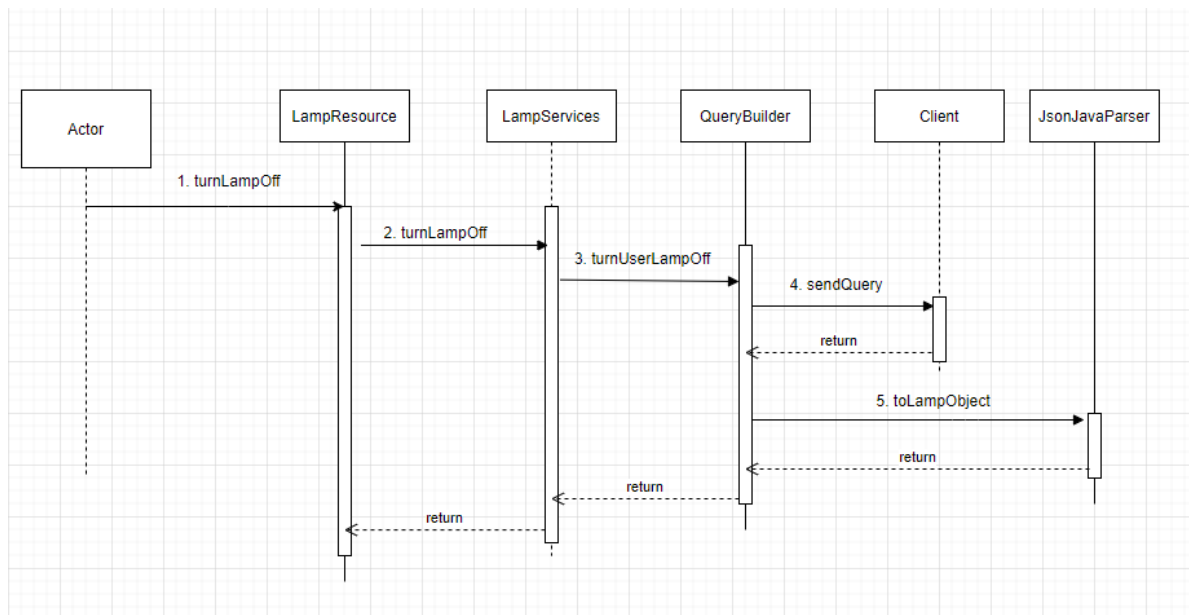 Actor
LampResource
LampServices
QueryBuilder
Client
JsonJavaParser
1. turnLampOff
2. turnLampOff
3. turnUserLampOff
4. sendQuery
return
5. toLampObject
return
return
return